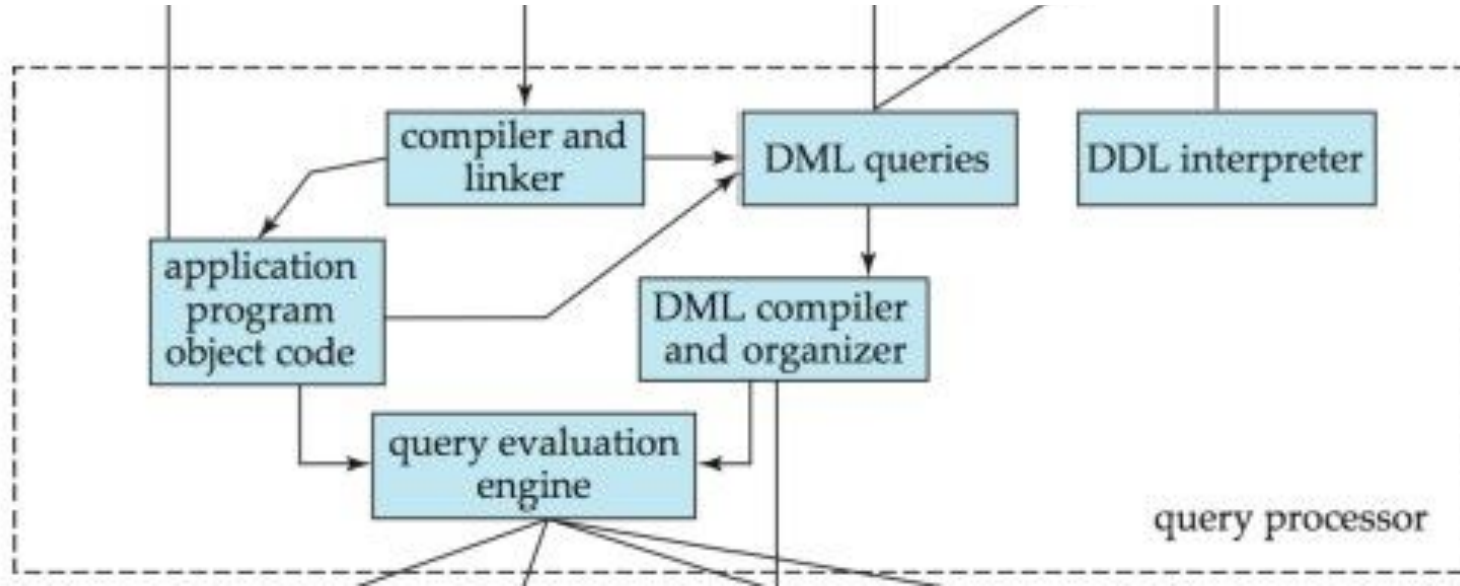 compiler and
linker
DML queries
DDL interpreter
application
program
object code
DML compiler
and organizer
query evaluation
engine
query processor